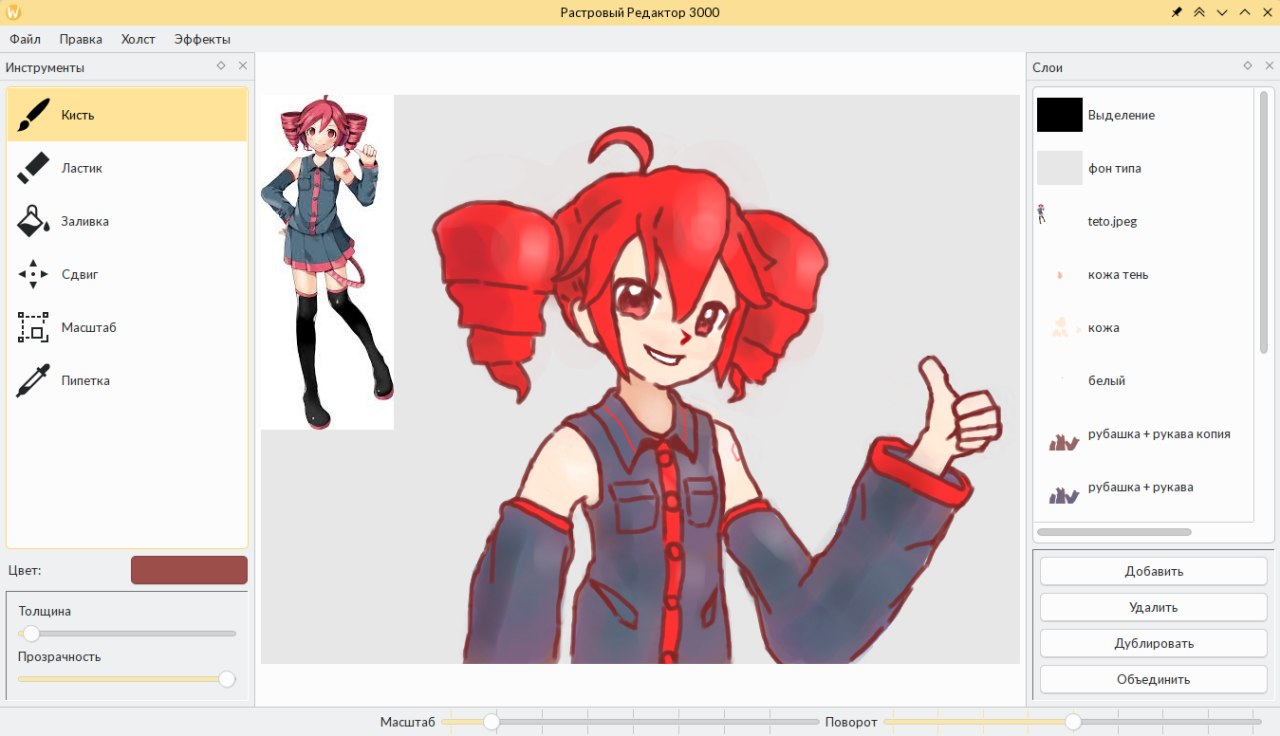 Растровый Редактор 3000
Файл Правка Холст Эффекты
Инструменты
Кисть
Ластик
Заливка
Сдвиг
Масштаб
Пипетка
Цвет:
Толщина
Прозрачность
Слои
Выделение
фон типа
teto.jpeg
кожа тень
кожа
белый
рубашка + рукава копия
рубашка + рукава
Добавить
Удалить
Дублировать
Объединить
Масштаб Поворот